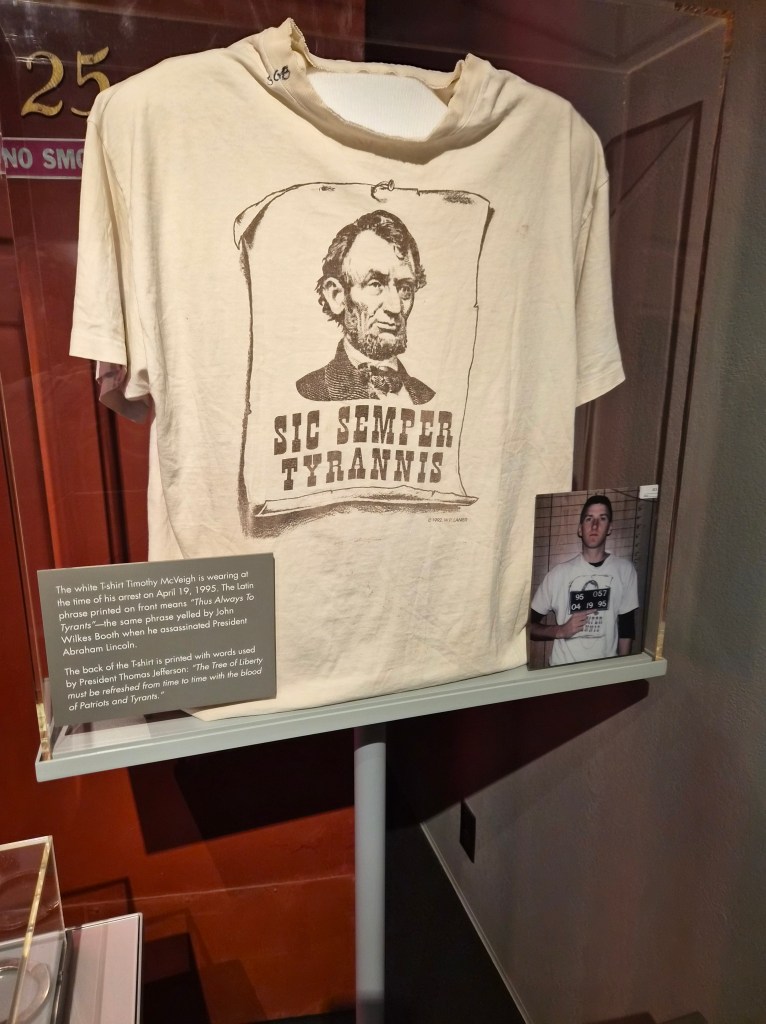 25
NO SMO
SIC SEMPER
TYRANNIS
The white T-shirt Timothy McVeigh is wearing at
the time of his arrest on April 19, 1995. The Latin
phrase printed on front means "Thus Always To
Tyrants"—the same phrase yelled by John
Wilkes Booth when he assassinated President
Abraham Lincoln.
The back of the T-shirt is printed with words used
by President Thomas Jefferson: "The Tree of Liberty
must be refreshed from time to time with the blood
of Patriots and Tyrants."
95 057
04 19 95